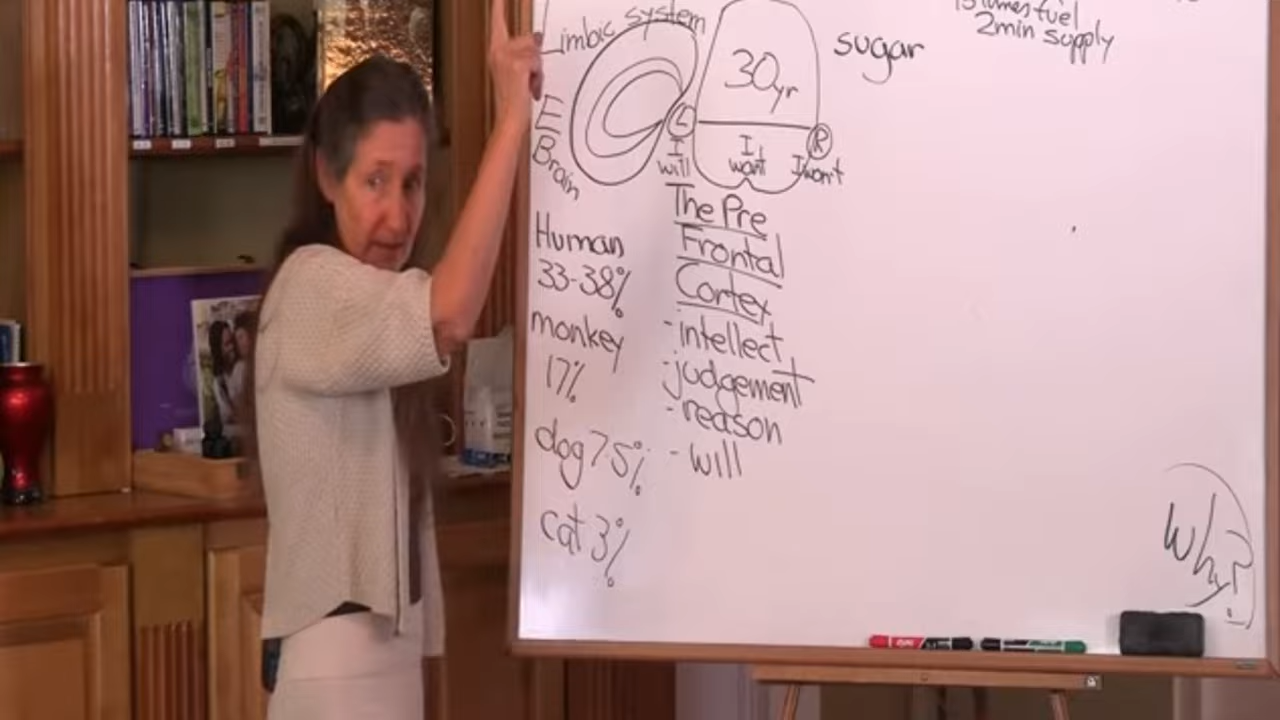 Limbic system
E
Brain
30yr
L
R
I
will
I
want
I won't
sugar
fuel
2min supply
The Pre
Frontal
Cortex
- intellect
- judgement
- reason
- will
Human
33-38%
monkey
17%
dog 7.5%
cat 3%
Why?